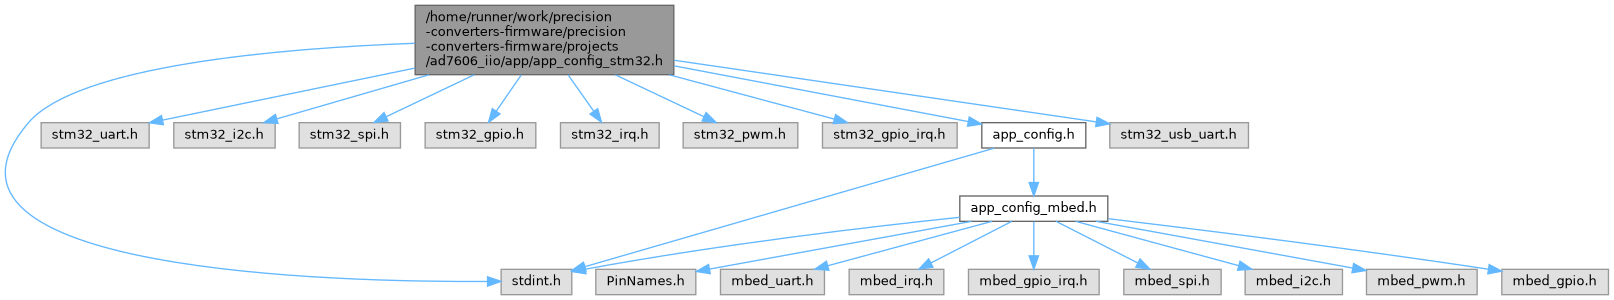 /home/runner/work/precision
-converters-firmware/precision
-converters-firmware/projects
/ad7606_iio/app/app_config_stm32.h
stm32_uart.h
stm32_i2c.h
stm32_spi.h
stm32_gpio.h
stm32_irq.h
stm32_pwm.h
stm32_gpio_irq.h
app_config.h
stm32_usb_uart.h
app_config_mbed.h
stdint.h
PinNames.h
mbed_uart.h
mbed_irq.h
mbed_gpio_irq.h
mbed_spi.h
mbed_i2c.h
mbed_pwm.h
mbed_gpio.h